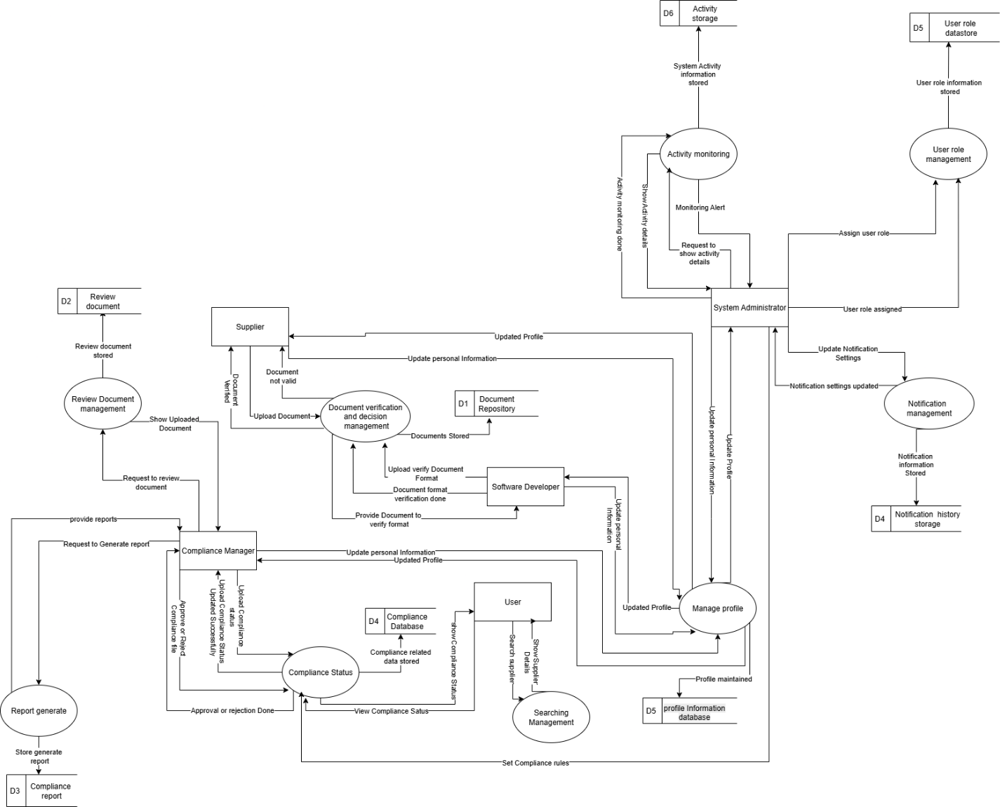 D6
Activity
storage
D5
User role
datastore
System Activity
information
stored
User role information
stored
Activity monitoring
User role
management
Activity monitoring done
Show Activity details
Monitoring Alert
Request to
show activity
details
Assign user role
System Administrator
User role assigned
D2
Review
document
Supplier
Updated Profile
Update personal Information
Review document
stored
Document
Verified
Document
not valid
Update Notification
Settings
Notification settings updated
Review Document
management
Document verification
and decision
management
D1
Document
Repository
Notification
management
Upload Document
Show Uploaded
Document
Documents Stored
Update personal Information
Update Profile
Notification
information
Stored
Request to review
document
Upload verify Document
Format
Software Developer
Document format
verification done
Provide Document to
verify format
Update personal
Information
D4
Notification history
storage
provide reports
Request to Generate report
Compliance Manager
Update personal Information
Updated Profile
Approve or Reject
Compliance file
Upload Compliance Status
Updated Successfully
Upload Compliance
status
User
Updated Profile
Manage profile
D4
Compliance
Database
show Compliance Status
Search supplier
Show Supplier
Details
Compliance related
data stored
Compliance Status
Profile maintained
Report generate
Approval or rejection Done
View Compliance Satus
Searching
Management
D5
profile Information
database
Store generate
report
Set Compliance rules
D3
Compliance
report